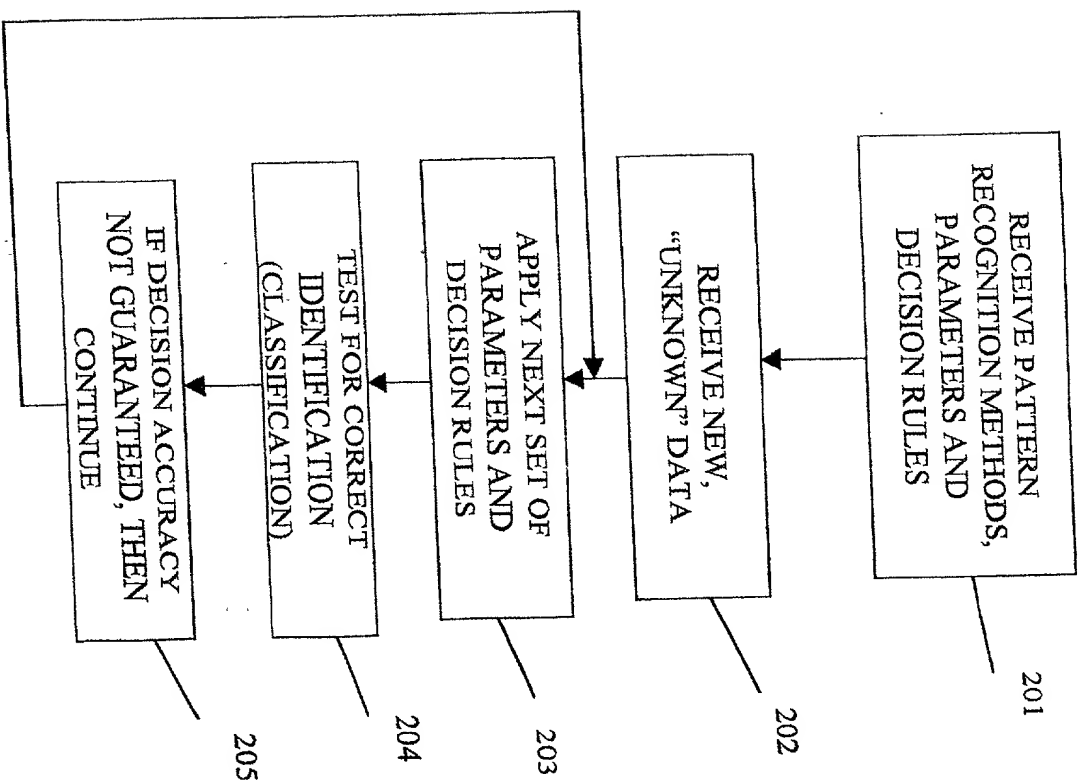 RECEIVE PATTERN
RECOGNITION METHODS,
PARAMETERS AND
DECISION RULES
201
RECEIVE NEW,
“UNKNOWN” DATA
202
APPLY NEXT SET OF
PARAMETERS AND
DECISION RULES
203
TEST FOR CORRECT
IDENTIFICATION
(CLASSIFICATION)
204
IF DECISION ACCURACY
NOT GUARANTEED, THEN
CONTINUE
205